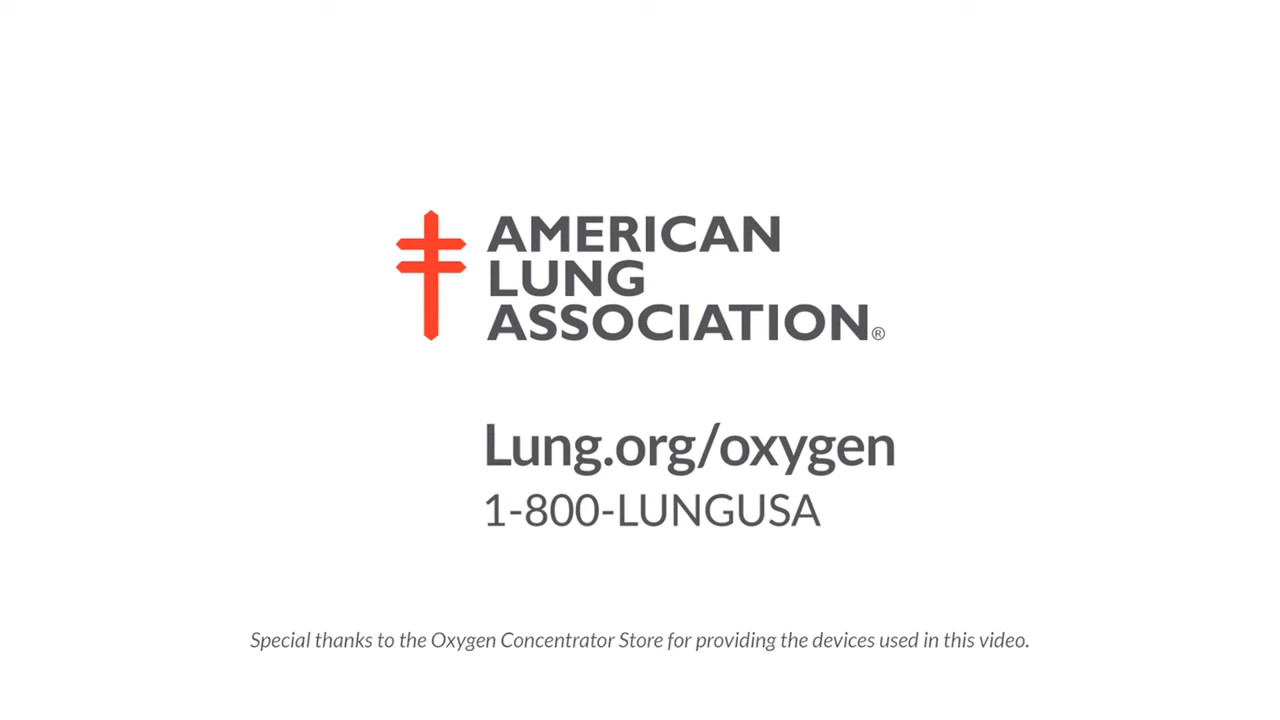 AMERICAN
LUNG
ASSOCIATION®
Lung.org/oxygen
1-800-LUNGUSA
Special thanks to the Oxygen Concentrator Store for providing the devices used in this video.